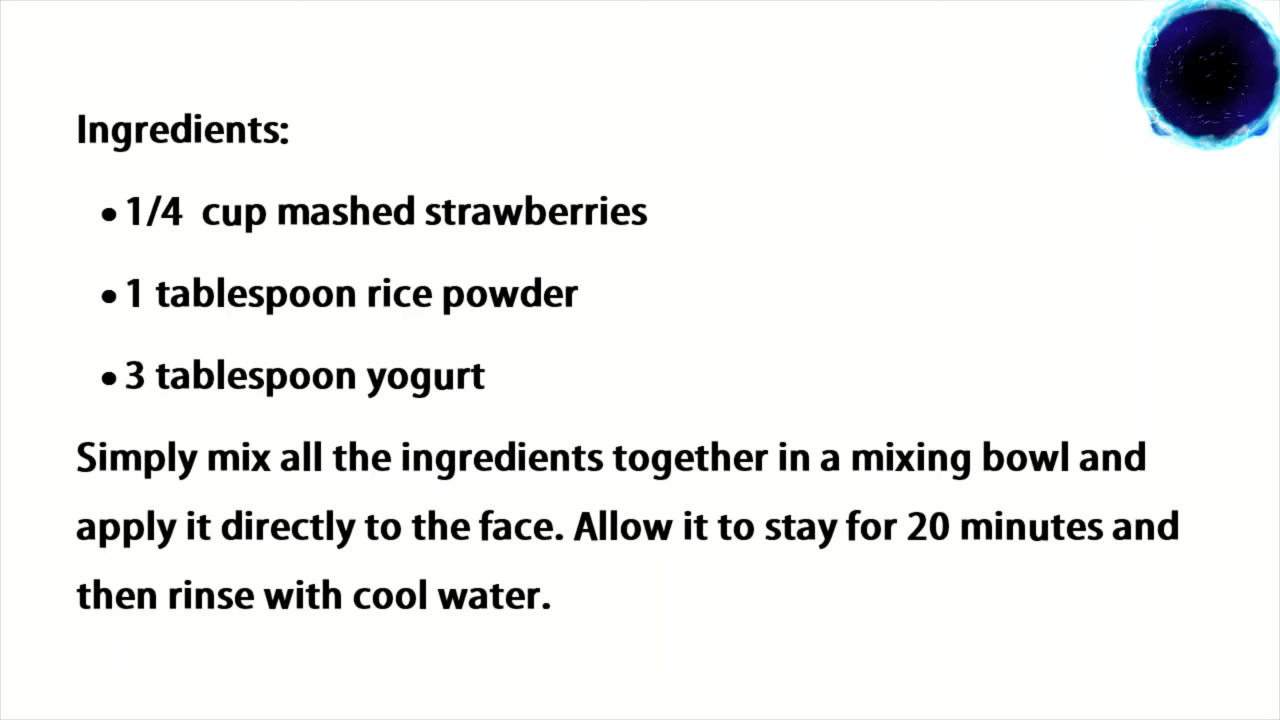 Ingredients:
• 1/4 cup mashed strawberries
• 1 tablespoon rice powder
• 3 tablespoon yogurt
Simply mix all the ingredients together in a mixing bowl and
apply it directly to the face. Allow it to stay for 20 minutes and
then rinse with cool water.